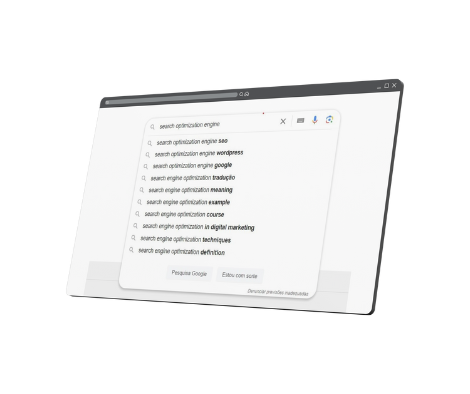 search optimization engine
search optimization engine seo
search optimization engine wordpress
search engine optimization google
search engine optimization tradução
search engine optimization meaning
search engine optimization example
search engine optimization course
search engine optimization in digital marketing
search engine optimization techniques
search engine optimization definition
Pesquisa Google Estou com sorte
Denunciar previsões inadequadas